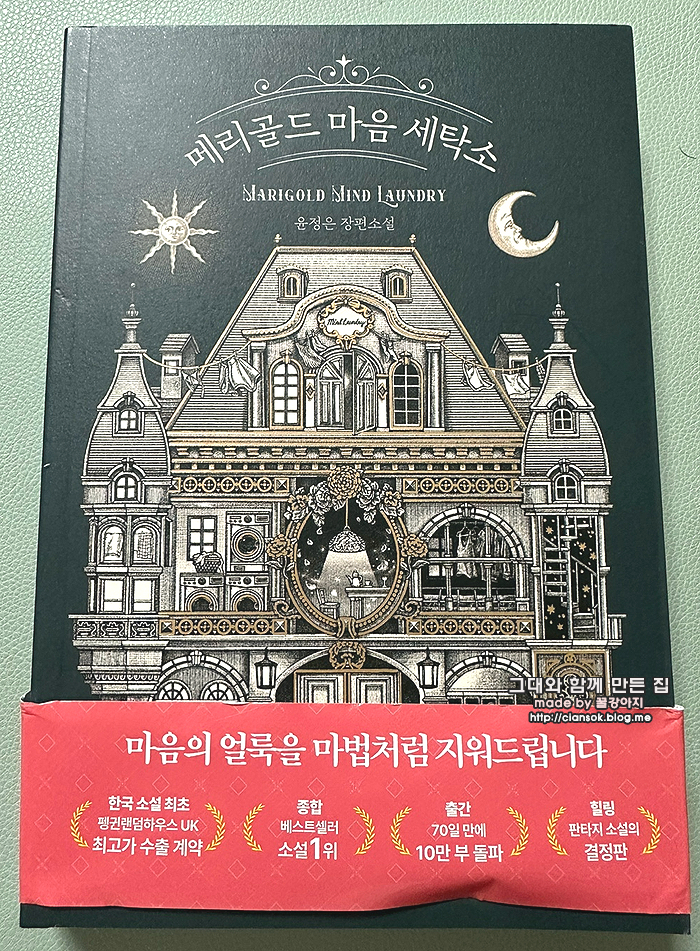 메리골드 마음 세탁소
MARIGOLD MIND LAUNDRY
윤정은 장편소설
Mind Laundry
그대와 함께 만든 집
made by 꿀강아지
http://ciansok.blog.me
마음의 얼룩을 마법처럼 지워드립니다
한국 소설 최초
펭귄랜덤하우스 UK
최고가 수출 계약
종합
베스트셀러
소설 1위
출간
70일 만에
10만 부 돌파
힐링
판타지 소설의
결정판